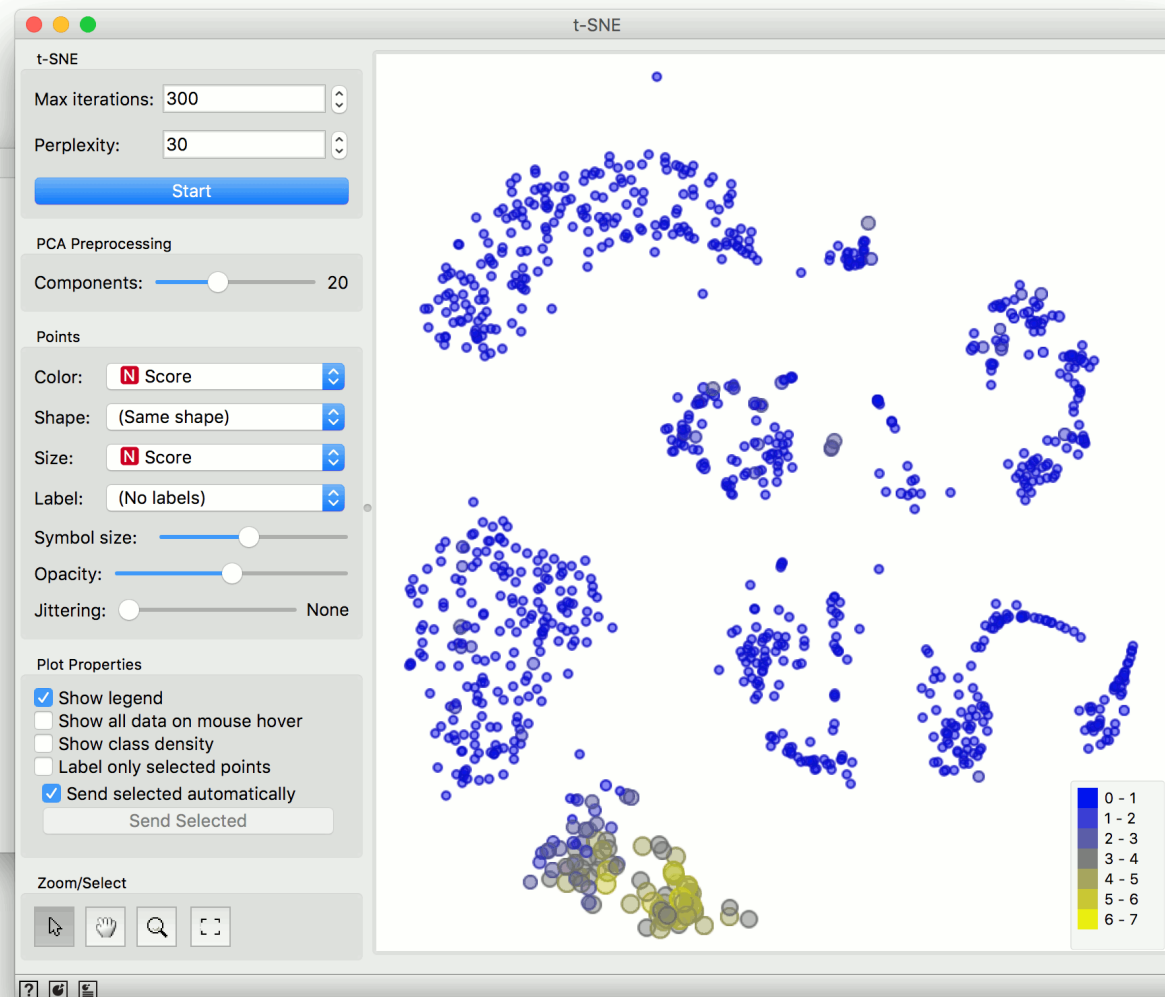 t-SNE
t-SNE
Max iterations: 300
Perplexity: 30
Start
PCA Preprocessing
Components: 20
Points
Color: N Score
Shape: (Same shape)
Size: N Score
Label: (No labels)
Symbol size:
Opacity:
Jittering: None
Plot Properties
Show legend
Show all data on mouse hover
Show class density
Label only selected points
Send selected automatically
Send Selected
Zoom/Select
0 - 1
1 - 2
2 - 3
3 - 4
4 - 5
5 - 6
6 - 7
?